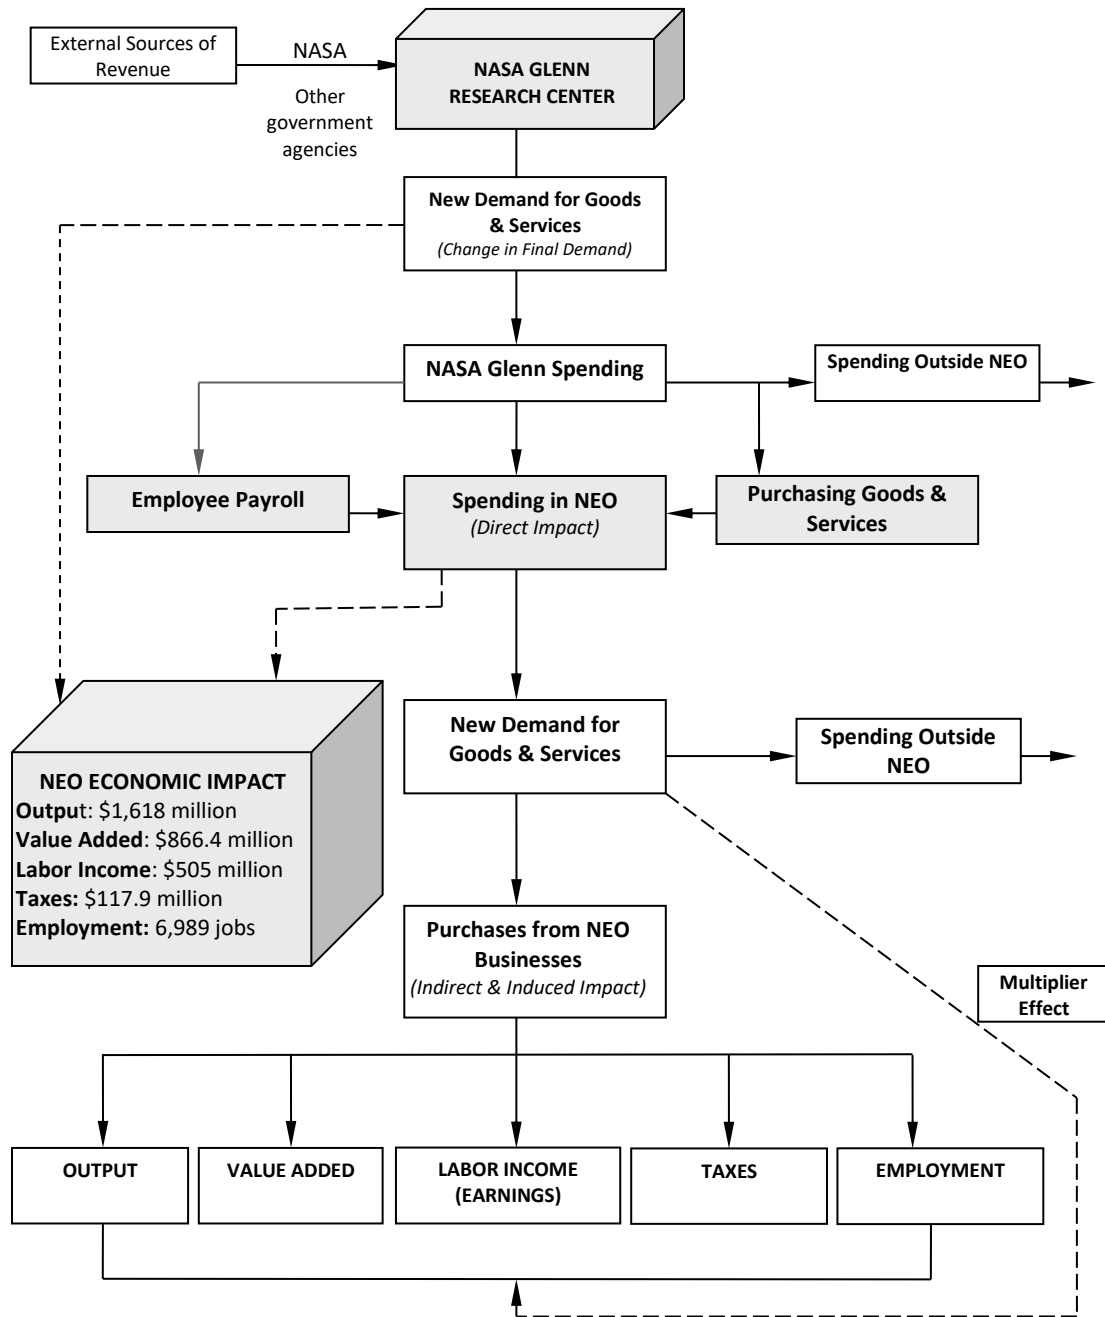 External Sources of
Revenue
NASA
Other
government
agencies
NASA GLENN
RESEARCH CENTER
New Demand for Goods
& Services
(Change in Final Demand)
NASA Glenn Spending
Spending Outside NEO
Employee Payroll
Spending in NEO
(Direct Impact)
Purchasing Goods &
Services
NEO ECONOMIC IMPACT
Output: $1,618 million
Value Added: $866.4 million
Labor Income: $505 million
Taxes: $117.9 million
Employment: 6,989 jobs
New Demand for
Goods & Services
Spending Outside
NEO
Purchases from NEO
Businesses
(Indirect & Induced Impact)
Multiplier
Effect
OUTPUT
VALUE ADDED
LABOR INCOME
(EARNINGS)
TAXES
EMPLOYMENT